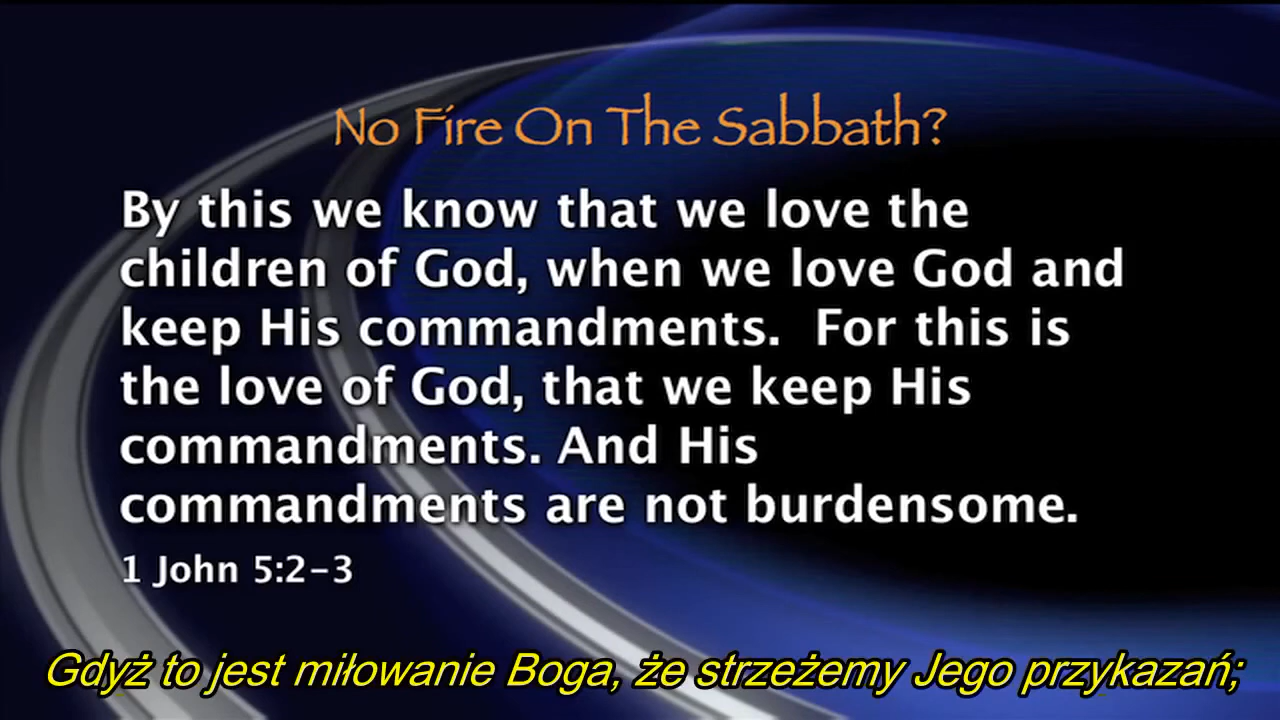 No Fire On The Sabbath?
By this we know that we love the
children of God, when we love God and
keep His commandments.  For this is
the love of God, that we keep His
commandments. And His
commandments are not burdensome.
1 John 5:2–3
Gdyż to jest miłowanie Boga, że strzeżemy Jego przykazań;